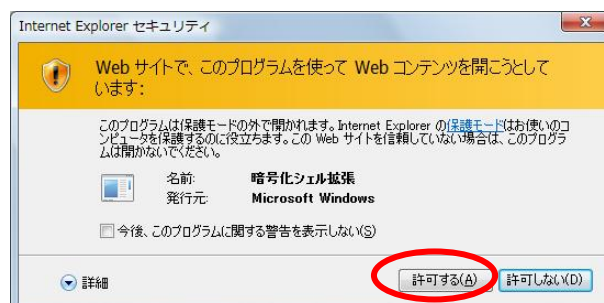 Internet Explorer セキュリティ
Web サイトで、このプログラムを使って Web コンテンツを開こうとして
います:
このプログラムは保護モードの外で開かれます。Internet Explorer の保護モードはお使いのコ
ンピュータを保護するのに役立ちます。この Web サイトを信頼していない場合は、このプログラ
ムは開かないでください。
名前: 暗号化シェル拡張
発行元: Microsoft Windows
今後、このプログラムに関する警告を表示しない(S)
詳細 許可する(A) 許可しない(D)